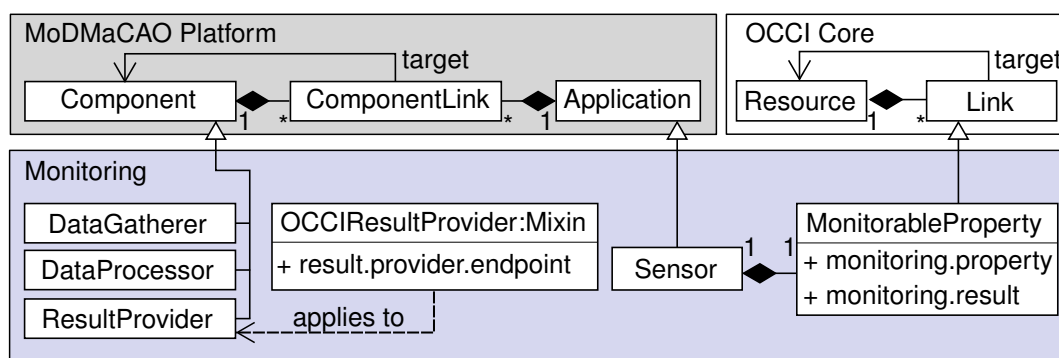 MoDMaCAO Platform
target
Component
1
*
ComponentLink
*
1
Application
OCCI Core
target
Resource
1
*
Link
Monitoring
DataGatherer
DataProcessor
ResultProvider
OCCIResultProvider:Mixin
+ result.provider.endpoint
applies to
Sensor
1
1
MonitorableProperty
+ monitoring.property
+ monitoring.result